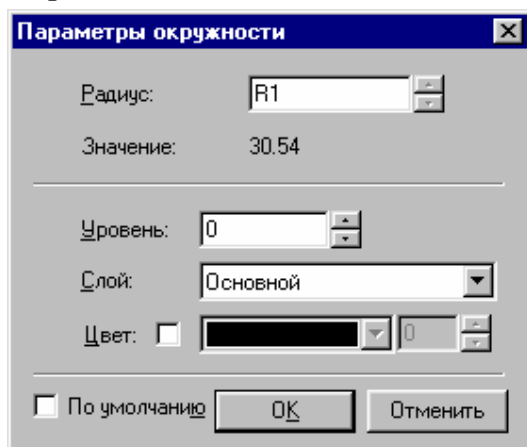 Параметры окружности
Радиус: R1
Значение: 30.54
Уровень: 0
Слой: Основной
Цвет: 0
По умолчанию OK Отменить